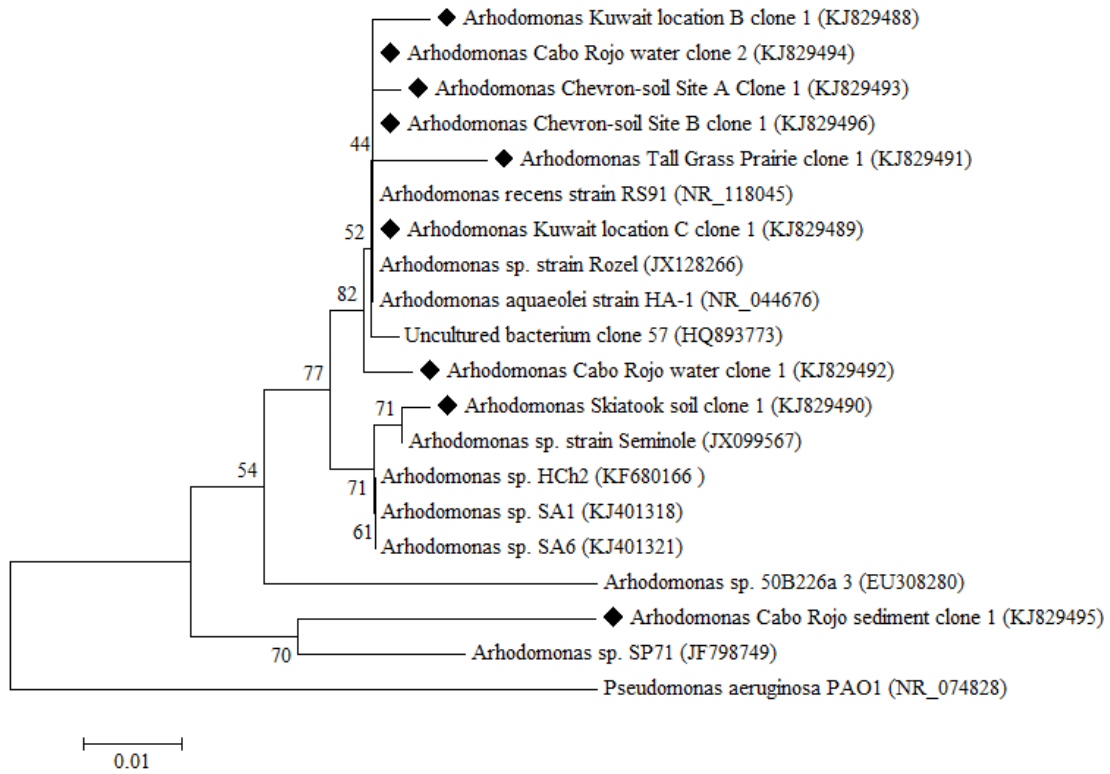 Arhodomonas Kuwait location B clone 1 (KJ829488)
Arhodomonas Cabo Rojo water clone 2 (KJ829494)
Arhodomonas Chevron-soil Site A Clone 1 (KJ829493)
Arhodomonas Chevron-soil Site B clone 1 (KJ829496)
44
Arhodomonas Tall Grass Prairie clone 1 (KJ829491)
Arhodomonas recens strain RS91 (NR_118045)
52
Arhodomonas Kuwait location C clone 1 (KJ829489)
Arhodomonas sp. strain Rozel (JX128266)
82
Arhodomonas aquaeolei strain HA-1 (NR_044676)
Uncultured bacterium clone 57 (HQ893773)
77
Arhodomonas Cabo Rojo water clone 1 (KJ829492)
71
Arhodomonas Skiatook soil clone 1 (KJ829490)
Arhodomonas sp. strain Seminole (JX099567)
54
Arhodomonas sp. HCh2 (KF680166 )
71
Arhodomonas sp. SA1 (KJ401318)
61
Arhodomonas sp. SA6 (KJ401321)
Arhodomonas sp. 50B226a 3 (EU308280)
Arhodomonas Cabo Rojo sediment clone 1 (KJ829495)
70
Arhodomonas sp. SP71 (JF798749)
Pseudomonas aeruginosa PAO1 (NR_074828)
0.01